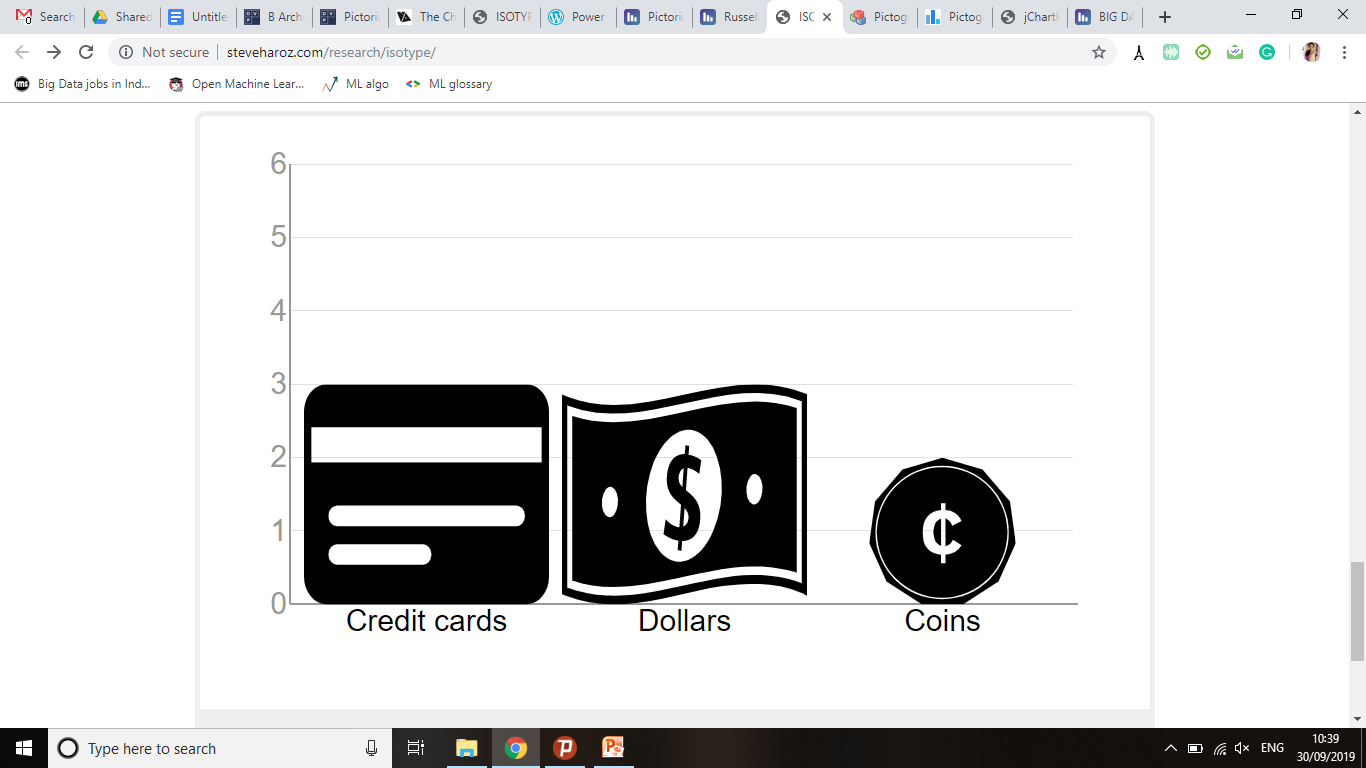 Search
Shared
Untitle
B Arch
Pictori
The Ch
ISOTYP
Power
Pictori
Russel
ISC
Pictog
Pictog
jChartF
BIG DA
Not secure
steveharoz.com/research/isotype/
Big Data jobs in Ind...
Open Machine Lear...
ML algo
ML glossary
6
5
4
3
2
1
0
$
¢
Credit cards
Dollars
Coins
Type here to search
ENG
10:39
30/09/2019